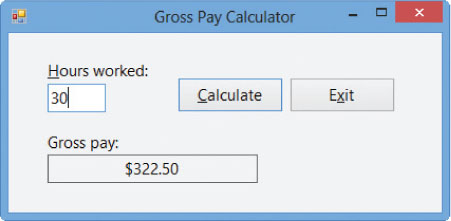 Gross Pay Calculator
Hours worked:
30
Calculate
Exit
Gross pay:
$322.50